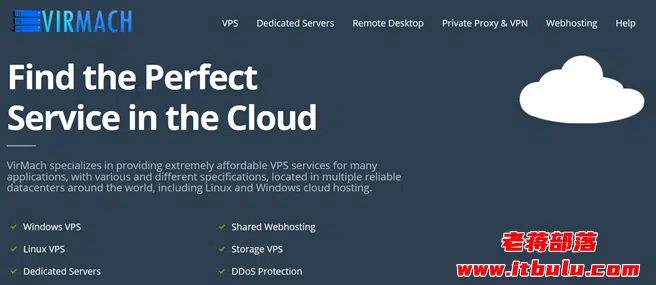 VIRMACH
VPS Dedicated Servers Remote Desktop Private Proxy & VPN Webhosting Help
Find the Perfect
Service in the Cloud
VirMach specializes in providing extremely affordable VPS services for many
applications, with various and different specifications, located in multiple reliable
datacenters around the world, including Linux and Windows cloud hosting.
Windows VPS Shared Webhosting
Linux VPS Storage VPS
Dedicated Servers DDoS Protection
老蒋部落
www.itbulu.com